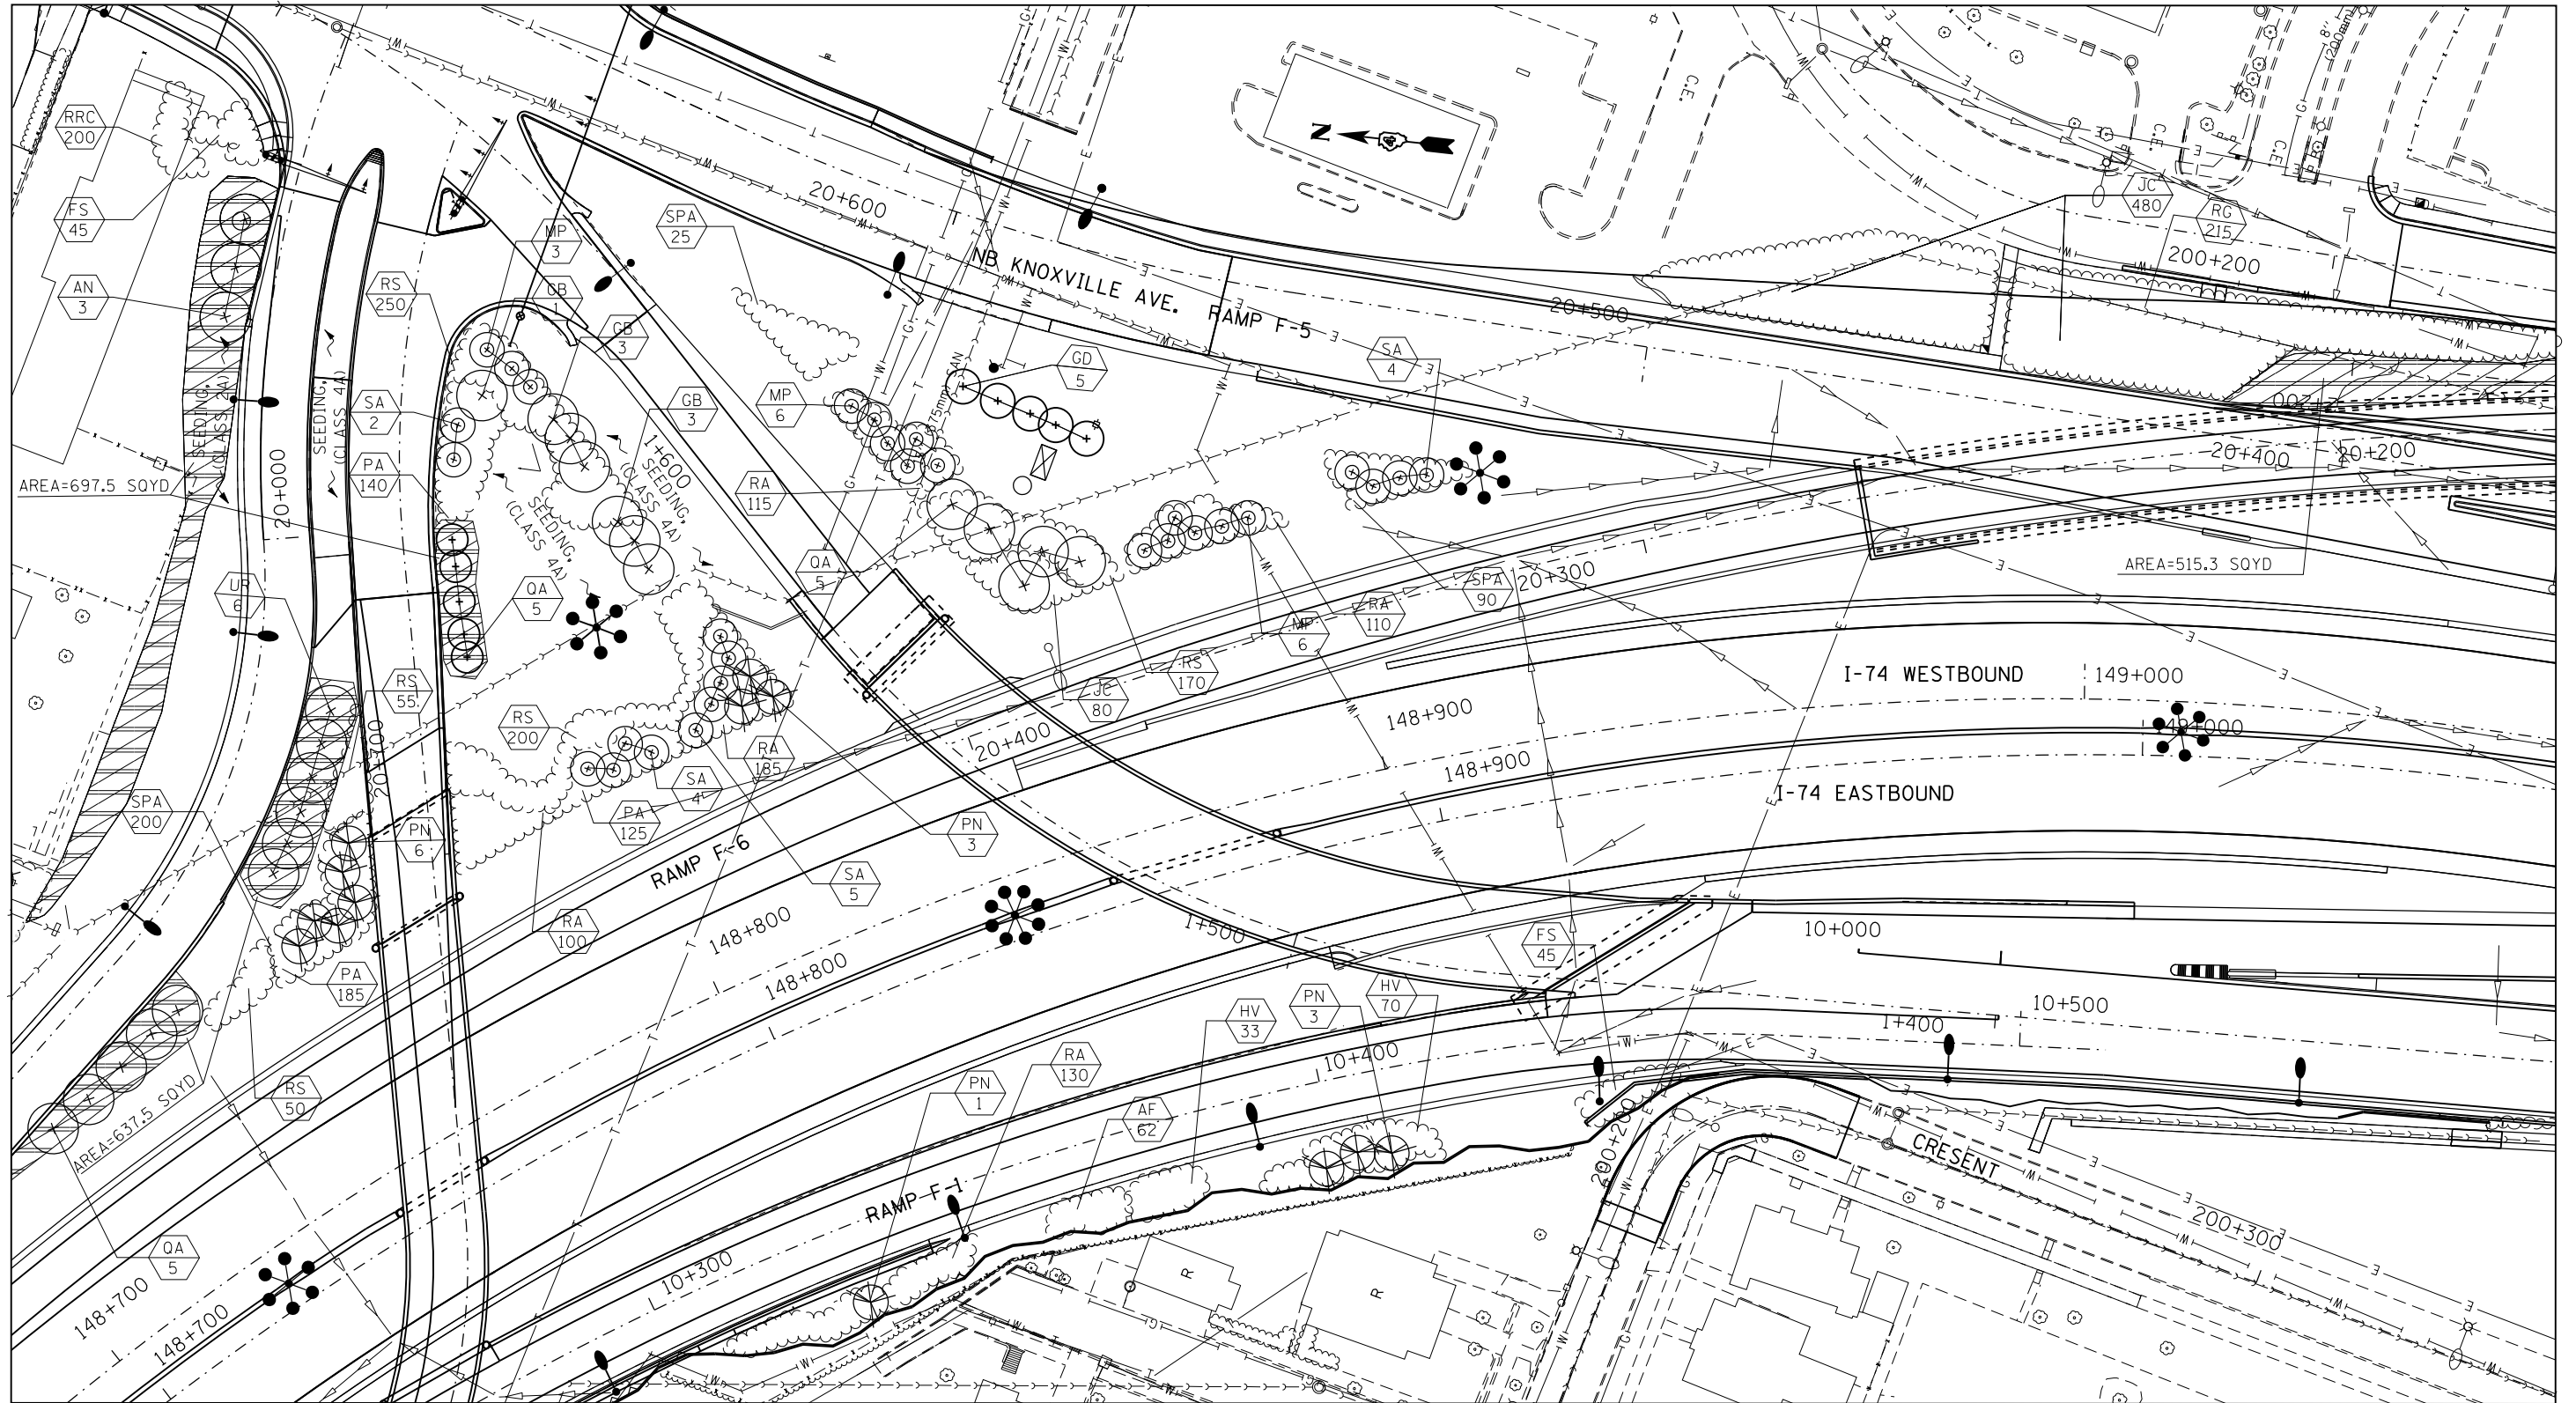 RRC
200
FS
45
AN
3
AREA=697.5 SQYD
SEEDING,
(CLASS 2A)
20+000
SEEDING,
(CLASS 4A)
RS
250
SA
2
PA
140
MP
3
GB
1
GB
3
GB
3
1+600
SEEDING,
(CLASS 4A)
SEEDING,
(CLASS 4A)
SPA
25
MP
6
RA
115
QA
5
QA
5
UR
6
RS
55
RS
200
SPA
200
PN
6
PA
125
SA
4
RA
185
SA
5
PN
3
RA
100
PA
185
RS
50
QA
5
AREA=637.5 SQYD
20+100
20+600
NB KNOXVILLE AVE.
RAMP F-5
20+500
GD
5
SA
4
N
C.E.
C.E.
C.E.
8"
(200mm)
JC
480
RG
215
200+200
20+400
20+200
AREA=515.3 SQYD
20+300
SPA
90
RA
110
MP
6
RS
170
JC
80
20+400
148+900
148+900
I-74 WESTBOUND
149+000
149+000
I-74 EASTBOUND
RAMP F-6
148+800
148+800
148+700
148+700
1+500
10+000
10+500
1+400
FS
45
HV
70
PN
3
HV
33
RA
130
PN
1
AF
62
10+400
RAMP F-1
10+300
200+200
CRESENT
200+300
R
R